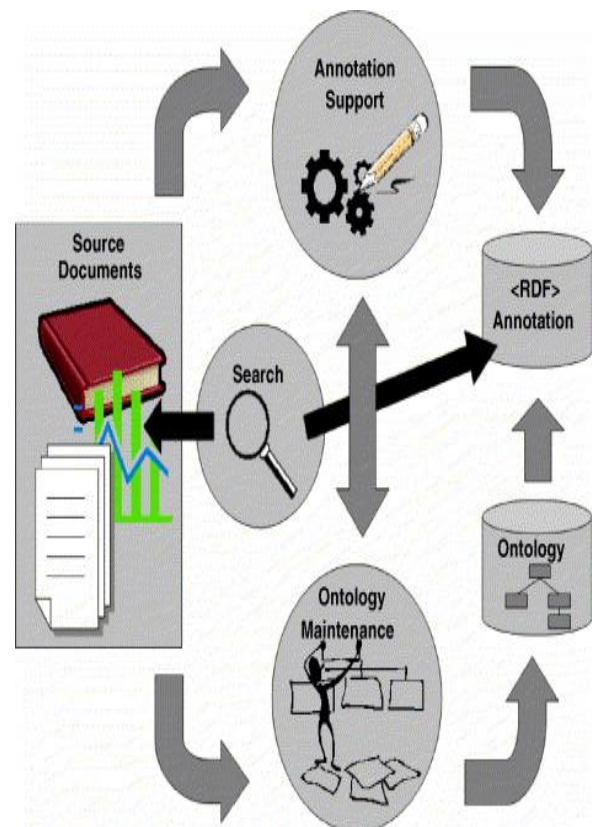 Annotation
Support
Source
Documents
<RDF>
Annotation
Search
Ontology
Ontology
Maintenance